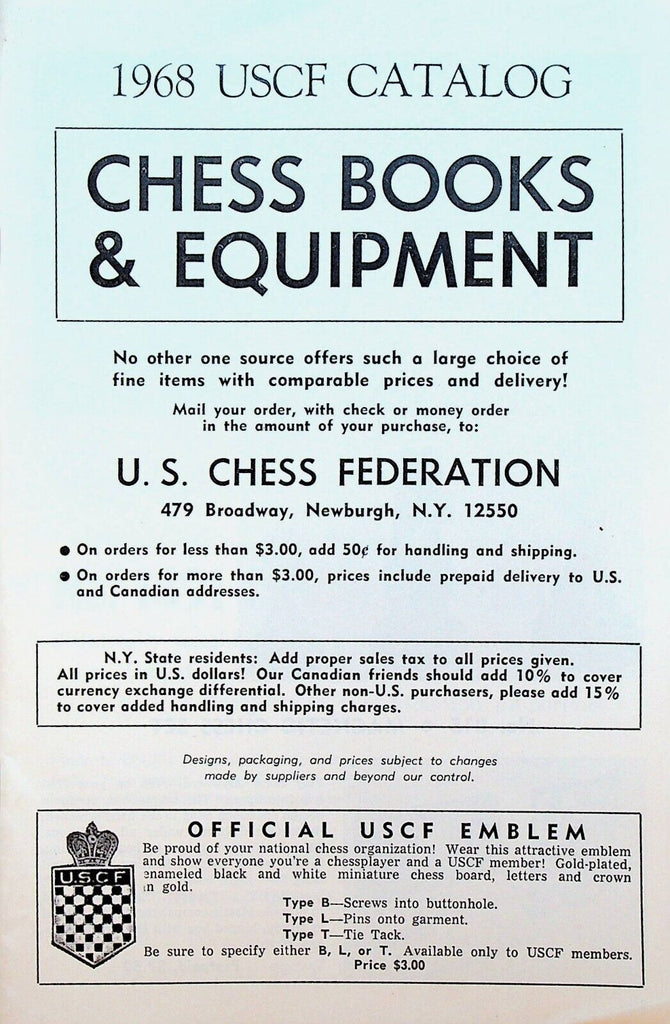 1968 USCF CATALOG
CHESS BOOKS
& EQUIPMENT
No other one source offers such a large choice of
fine items with comparable prices and delivery!
Mail your order, with check or money order
in the amount of your purchase, to:
U. S. CHESS FEDERATION
479 Broadway, Newburgh, N.Y. 12550
● On orders for less than $3.00, add 50¢ for handling and shipping.
● On orders for more than $3.00, prices include prepaid delivery to U.S.
and Canadian addresses.
N.Y. State residents: Add proper sales tax to all prices given.
All prices in U.S. dollars! Our Canadian friends should add 10% to cover
currency exchange differential. Other non-U.S. purchasers, please add 15%
to cover added handling and shipping charges.
Designs, packaging, and prices subject to changes
made by suppliers and beyond our control.
OFFICIAL USCF EMBLEM
Be proud of your national chess organization! Wear this attractive emblem
and show everyone you're a chessplayer and a USCF member! Gold-plated,
enameled black and white miniature chess board, letters and crown
in gold.
Type B—Screws into buttonhole.
Type L—Pins onto garment.
Type T—Tie Tack.
Be sure to specify either B, L, or T. Available only to USCF members.
Price $3.00
U.S.C.F